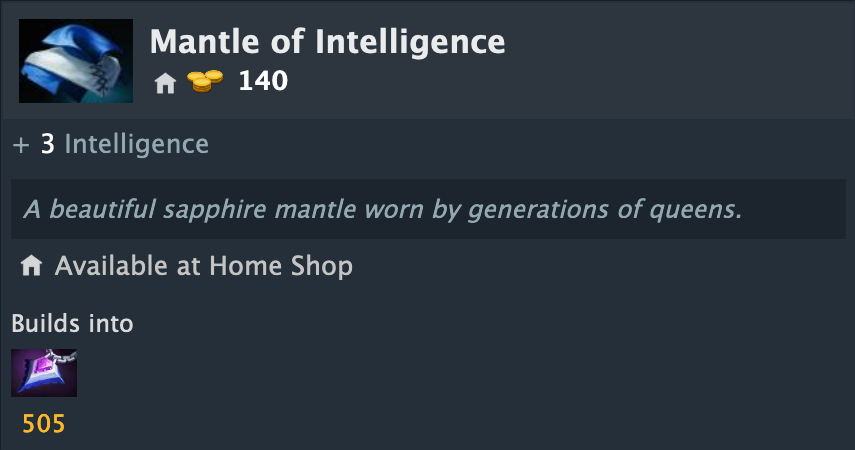 Mantle of Intelligence
140
+ 3 Intelligence
A beautiful sapphire mantle worn by generations of queens.
Available at Home Shop
Builds into
505